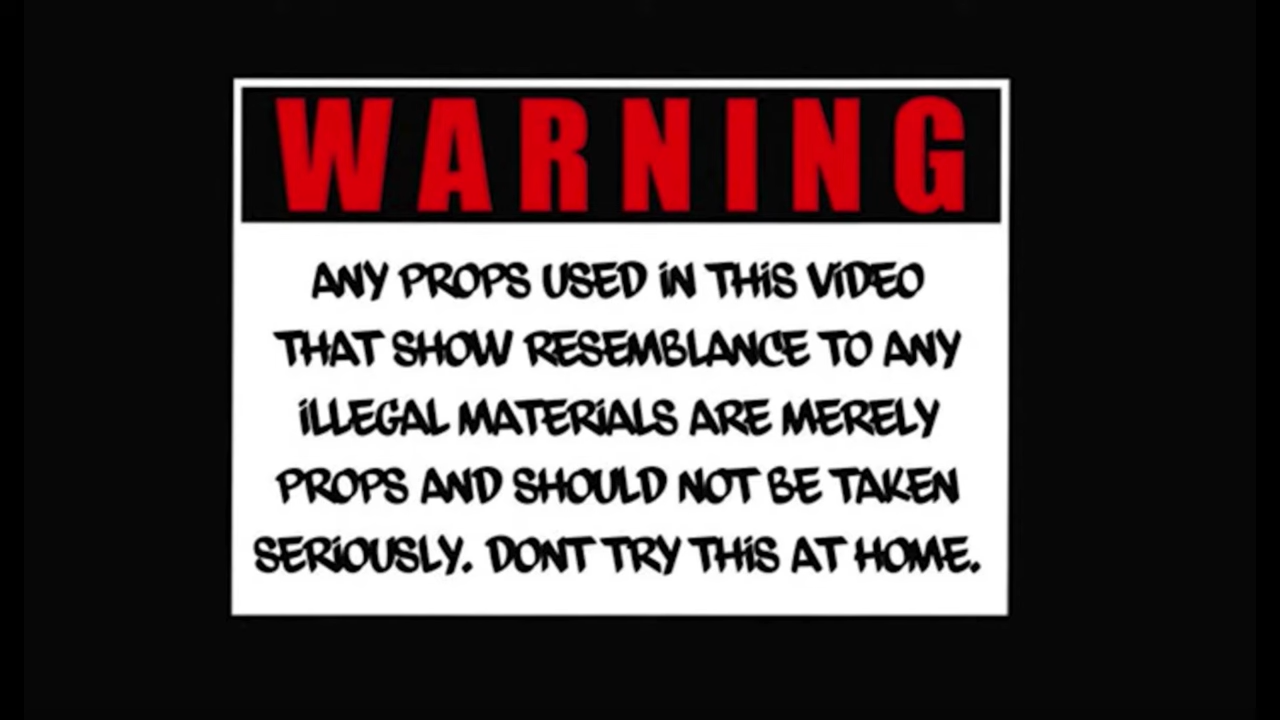 WARNING
ANY PROPS USED iN THiS ViDEO
THAT SHOW RESEMBLANCE TO ANY
iLLEGAL MATERiALS ARE MERELY
PROPS AND SHOULD NOT BE TAKEN
SERiOUSLY. DONT TRY THiS AT HOME.